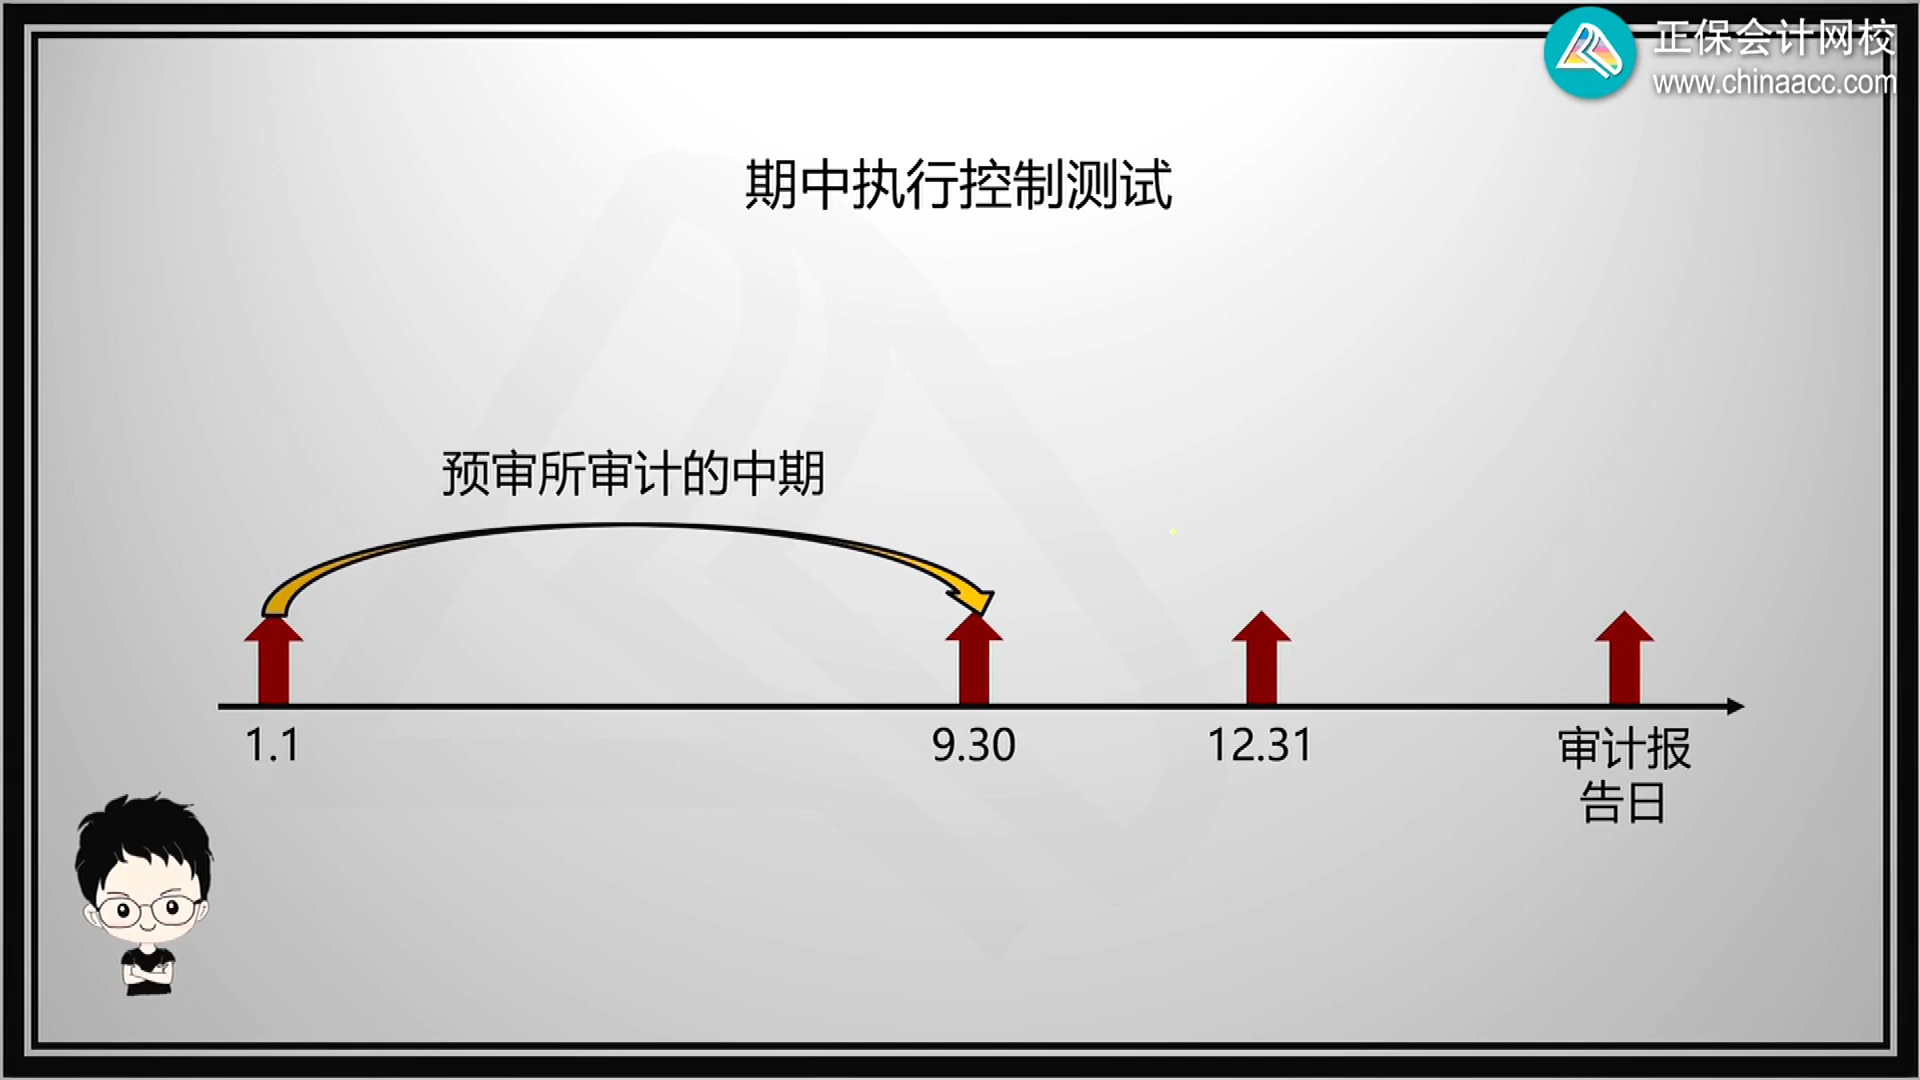 正保会计网校
www.chinaacc.com
期中执行控制测试
预审所审计的中期
1.1
9.30
12.31
审计报
告日